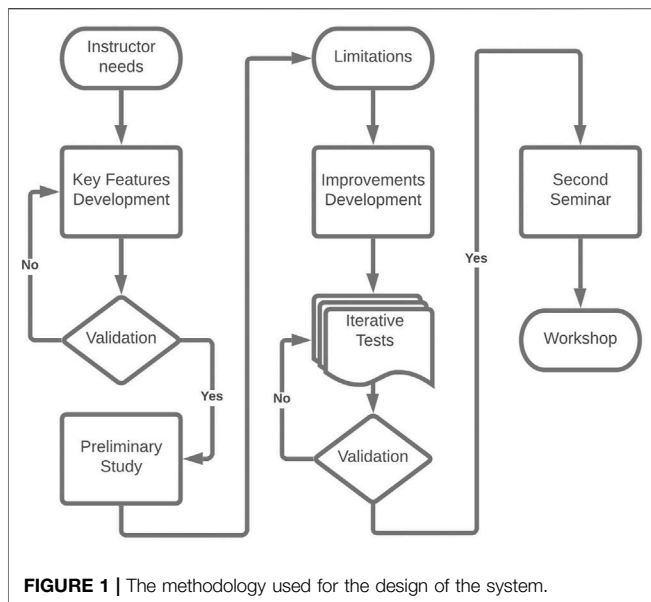 Instructor
needs
Key Features
Development
No
Validation
Yes
Preliminary
Study
Limitations
Improvements
Development
Iterative
Tests
No
Validation
Yes
Second
Seminar
Workshop
FIGURE 1 | The methodology used for the design of the system.